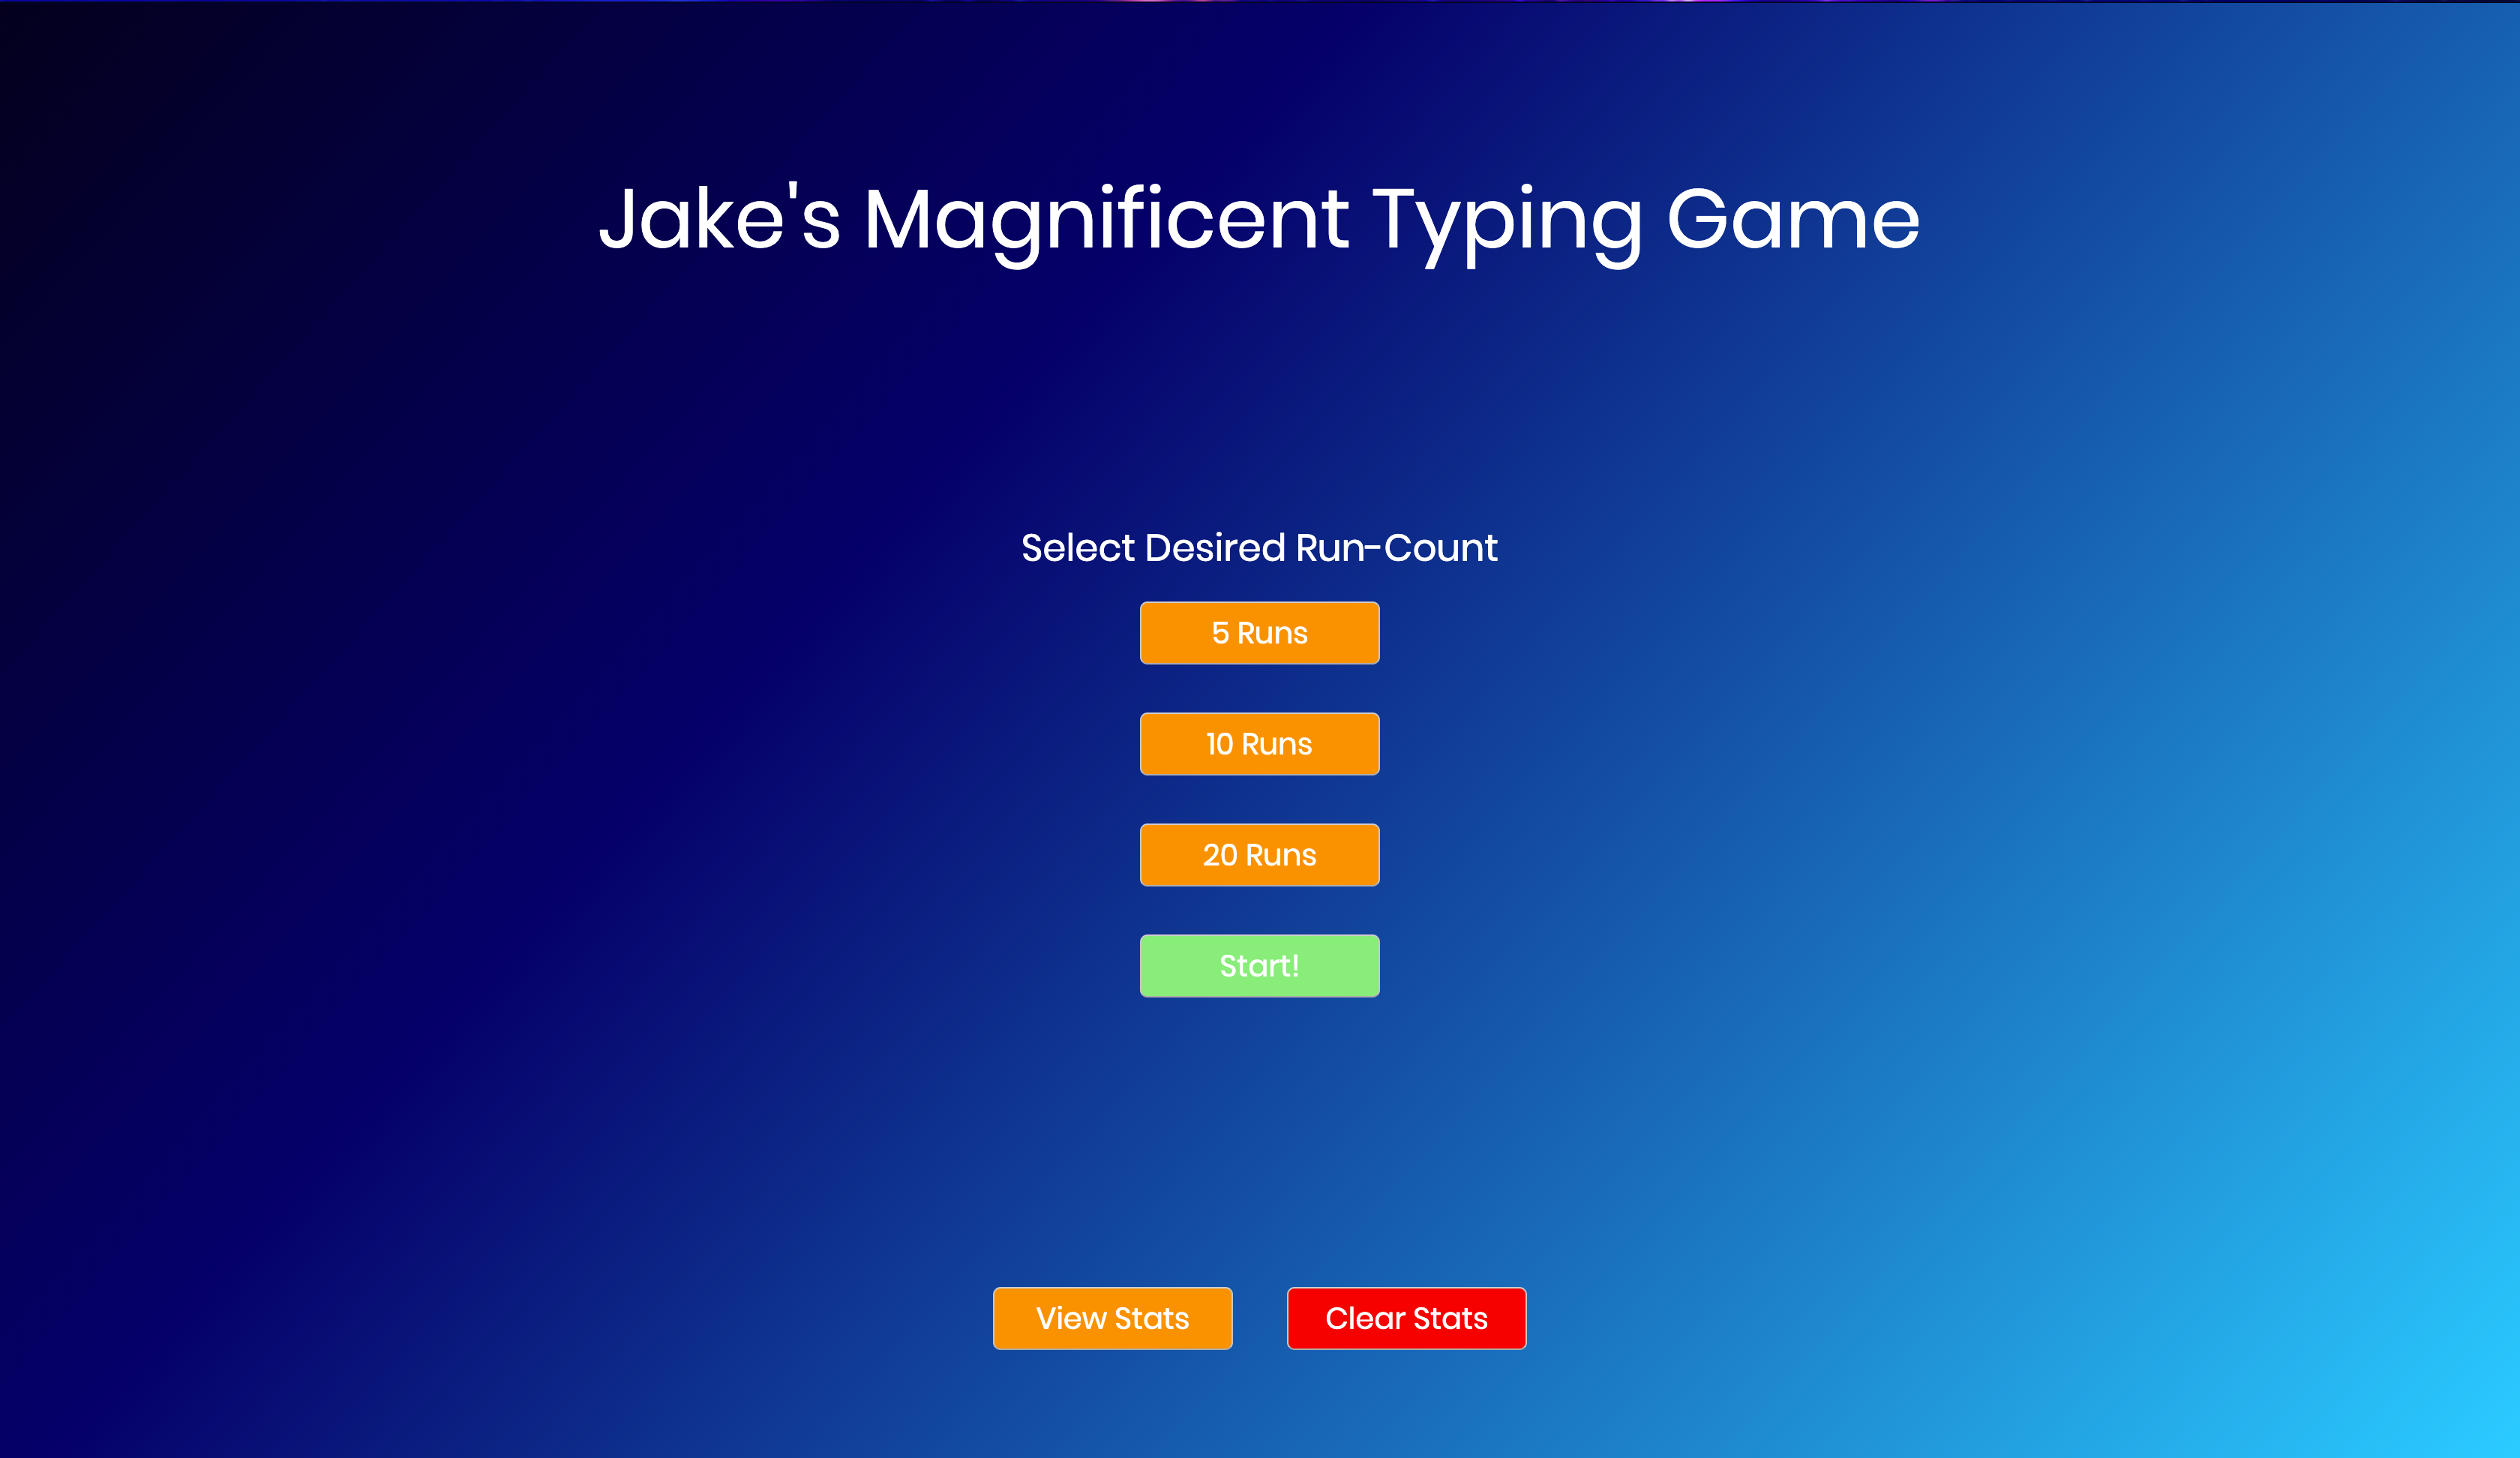 Jake's Magnificent Typing Game
Select Desired Run-Count
5 Runs
10 Runs
20 Runs
Start!
View Stats
Clear Stats